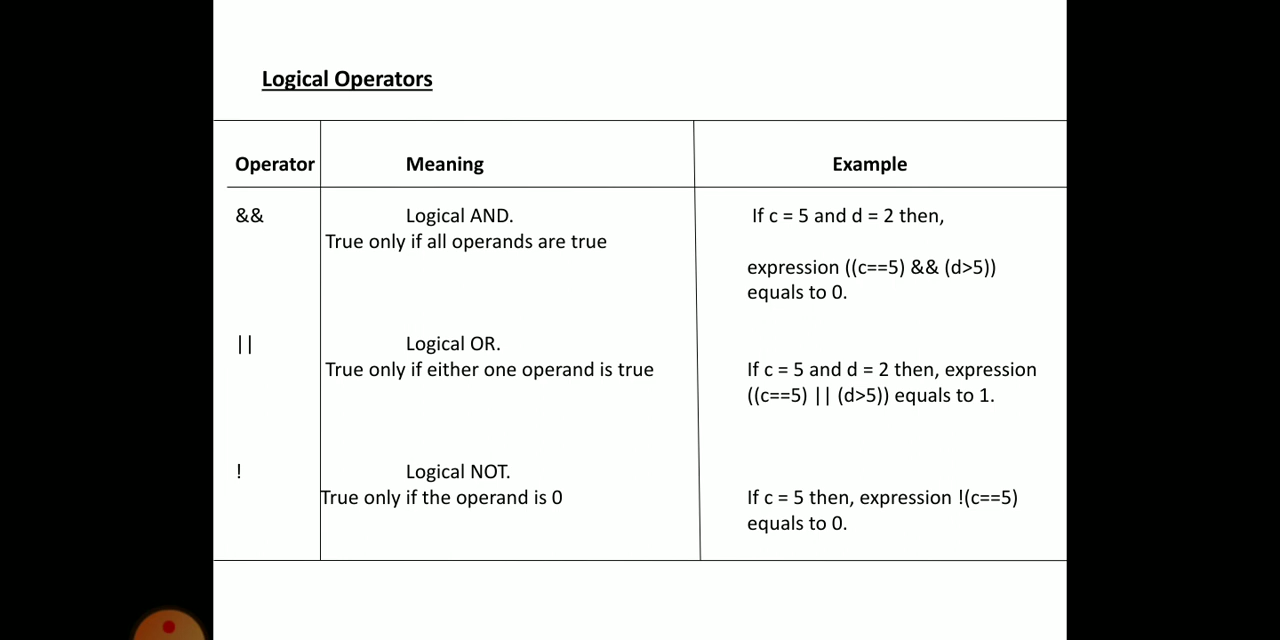 Logical Operators
Operator Meaning Example
&& Logical AND. If c = 5 and d = 2 then,
True only if all operands are true
expression ((c==5) && (d>5))
equals to 0.
|| Logical OR.
True only if either one operand is true If c = 5 and d = 2 then, expression
((c==5) || (d>5)) equals to 1.
! Logical NOT.
True only if the operand is 0 If c = 5 then, expression !(c==5)
equals to 0.